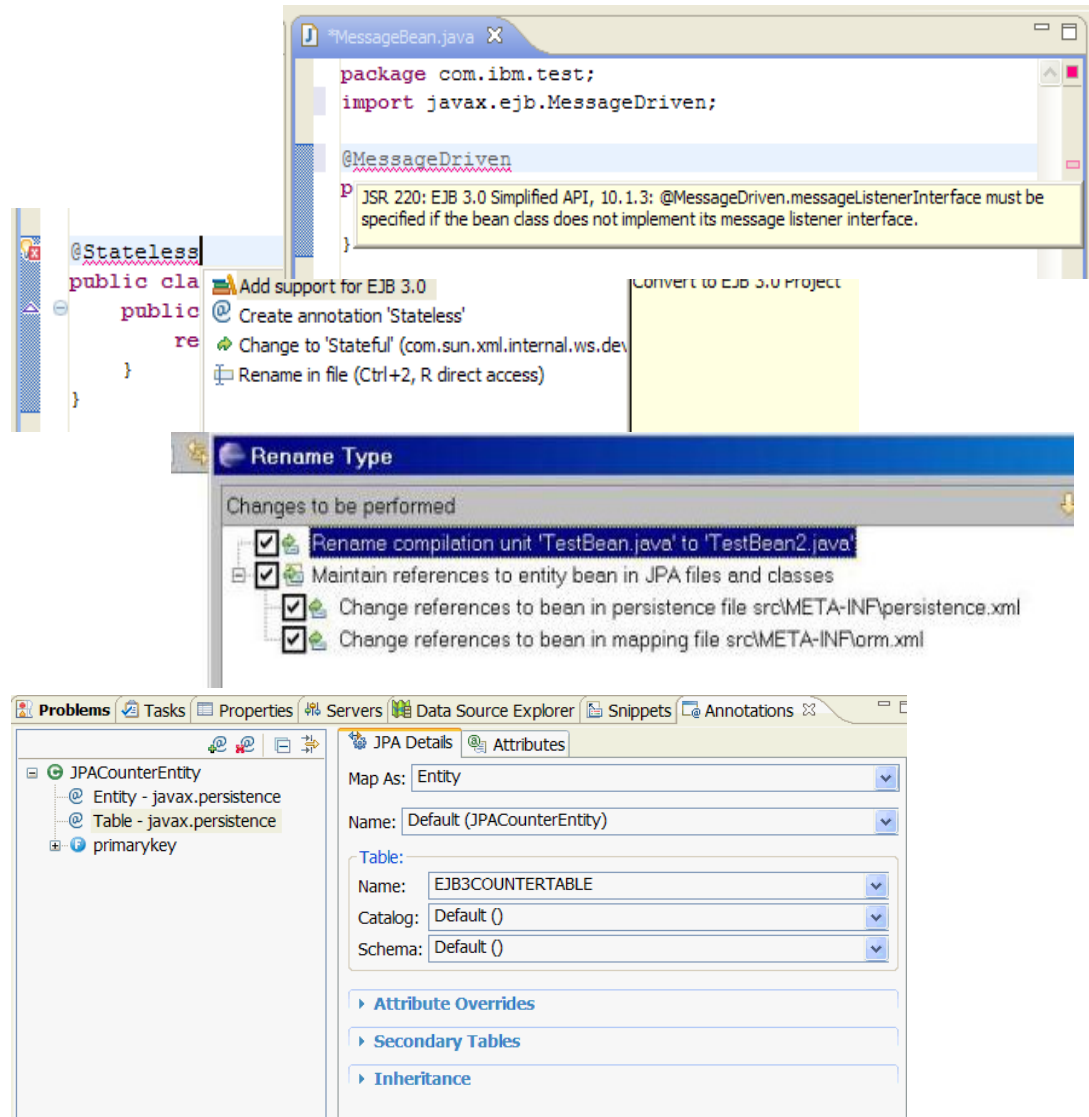 *MessageBean.java
package com.ibm.test;
import javax.ejb.MessageDriven;
@MessageDriven
p
JSR 220: EJB 3.0 Simplified API, 10.1.3: @MessageDriven.messageListenerInterface must be
specified if the bean class does not implement its message listener interface.
}
@Stateless
public cla
public
re
}
}
Add support for EJB 3.0
Create annotation 'Stateless'
Change to 'Stateful' (com.sun.xml.internal.ws.dev
Rename in file (Ctrl+2, R direct access)
Convert to EJB 3.0 Project
Rename Type
Changes to be performed
Rename compilation unit 'TestBean.java' to 'TestBean2.java'
Maintain references to entity bean in JPA files and classes
Change references to bean in persistence file src\META-INF\persistence.xml
Change references to bean in mapping file src\META-INF\orm.xml
Problems Tasks Properties Servers Data Source Explorer Snippets Annotations
JPACounterEntity
Entity - javax.persistence
Table - javax.persistence
primarykey
JPA Details Attributes
Map As: Entity
Name: Default (JPACounterEntity)
Table:
Name: EJB3COUNTERTABLE
Catalog: Default ()
Schema: Default ()
Attribute Overrides
Secondary Tables
Inheritance